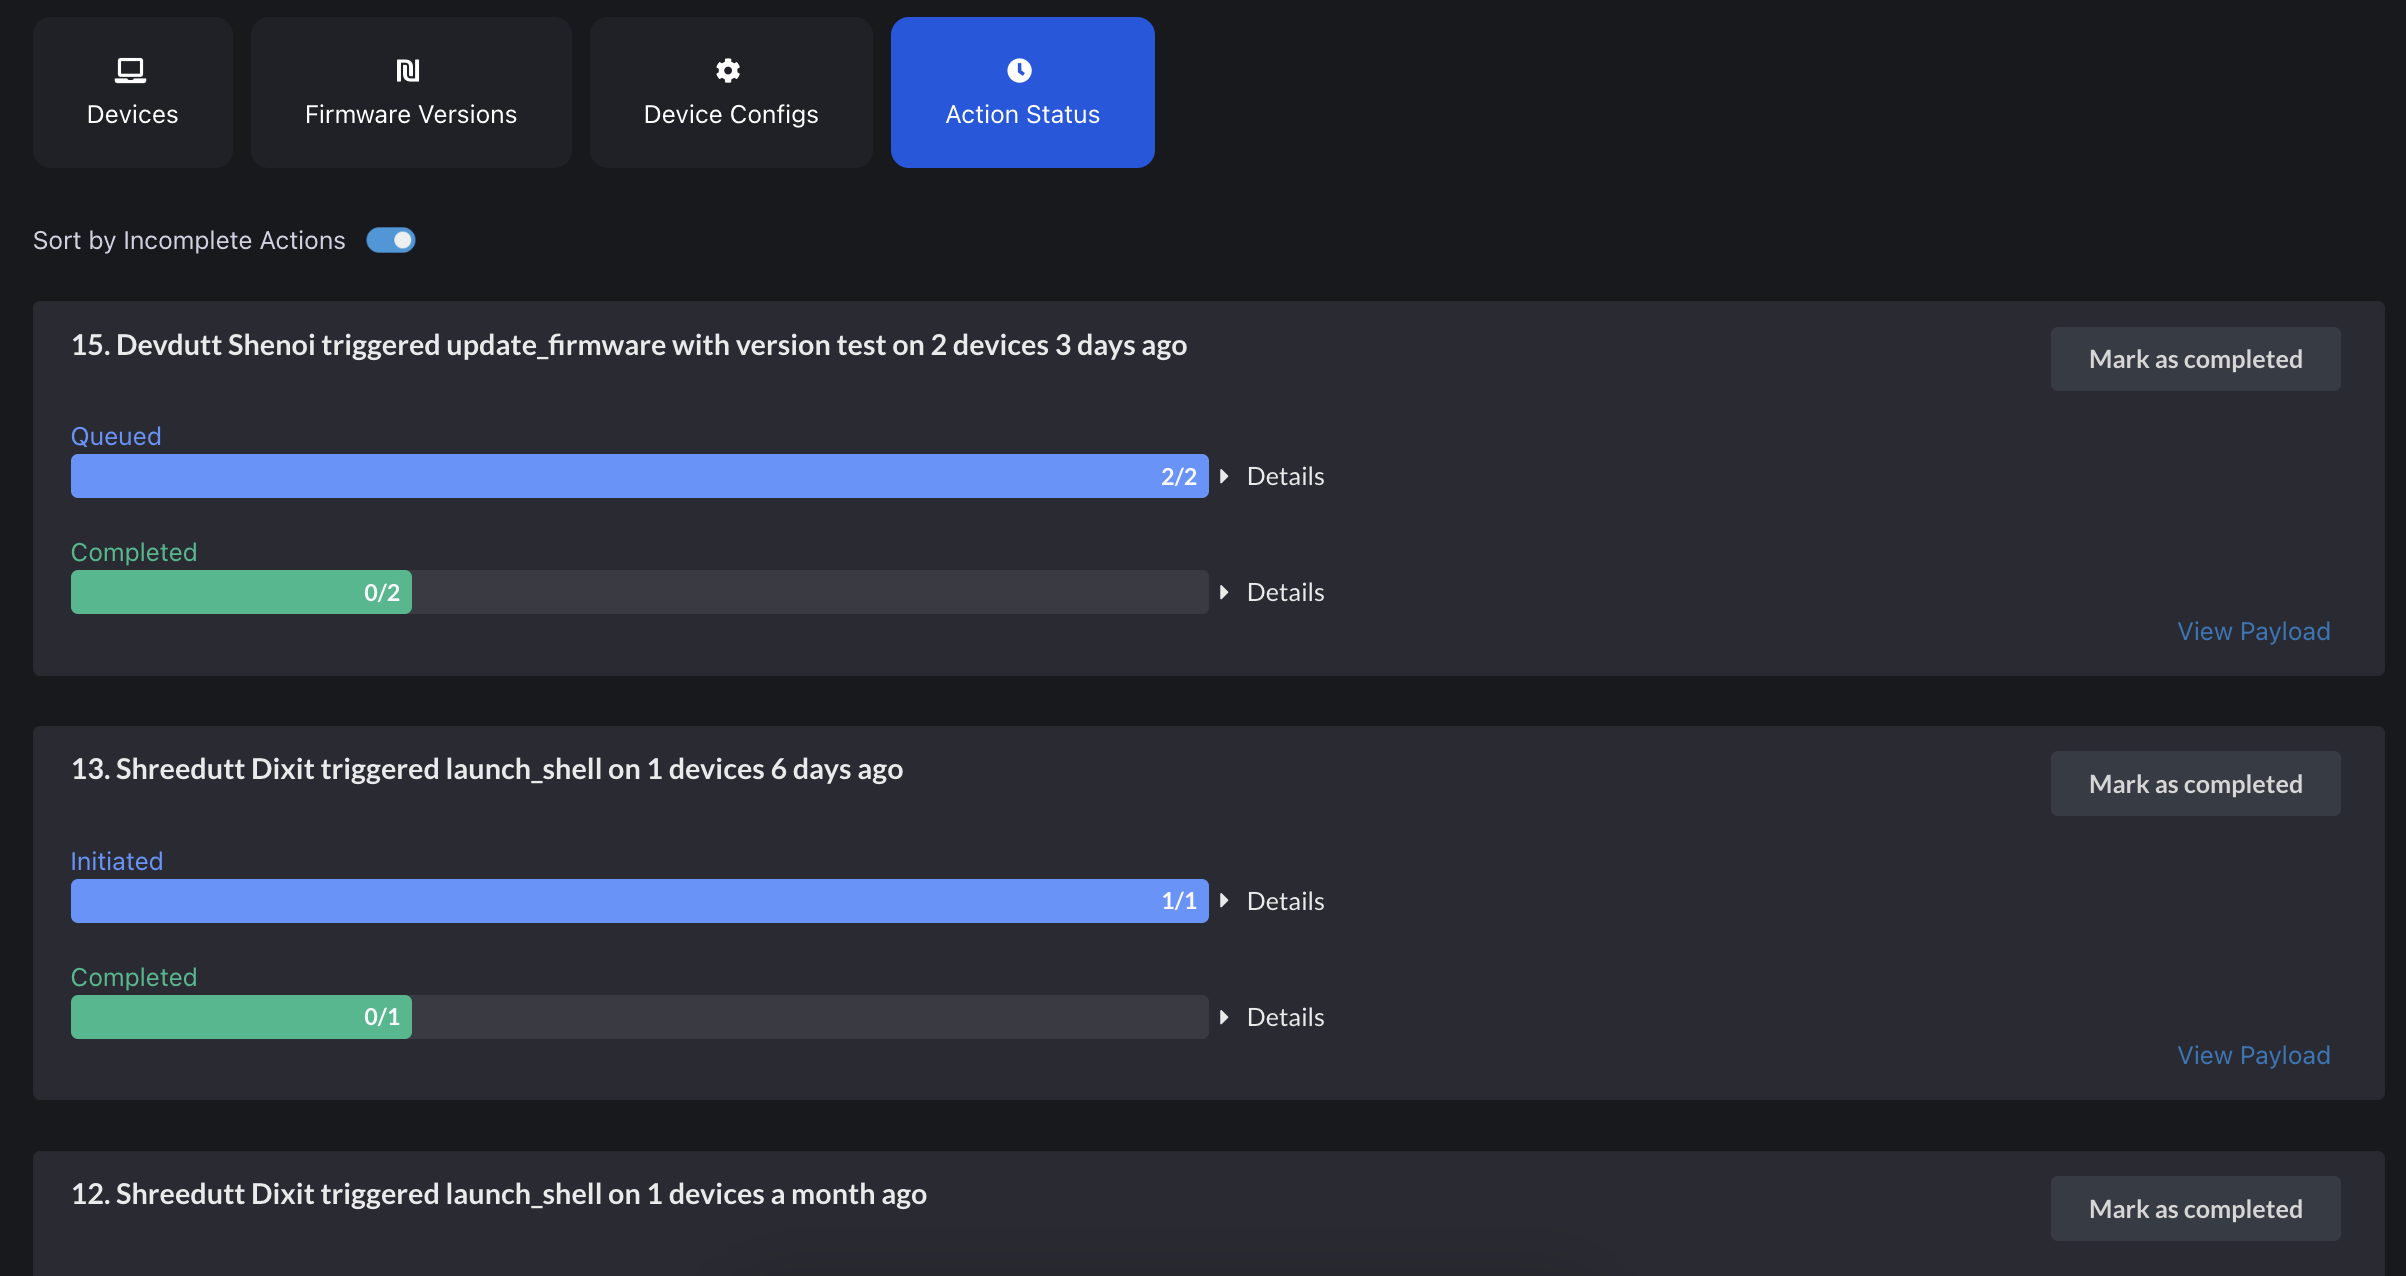 Devices
Firmware Versions
Device Configs
Action Status
Sort by Incomplete Actions
15. Devdutt Shenoi triggered update_firmware with version test on 2 devices 3 days ago
Mark as completed
Queued
2/2
Details
Completed
0/2
Details
View Payload
13. Shreedutt Dixit triggered launch_shell on 1 devices 6 days ago
Mark as completed
Initiated
1/1
Details
Completed
0/1
Details
View Payload
12. Shreedutt Dixit triggered launch_shell on 1 devices a month ago
Mark as completed